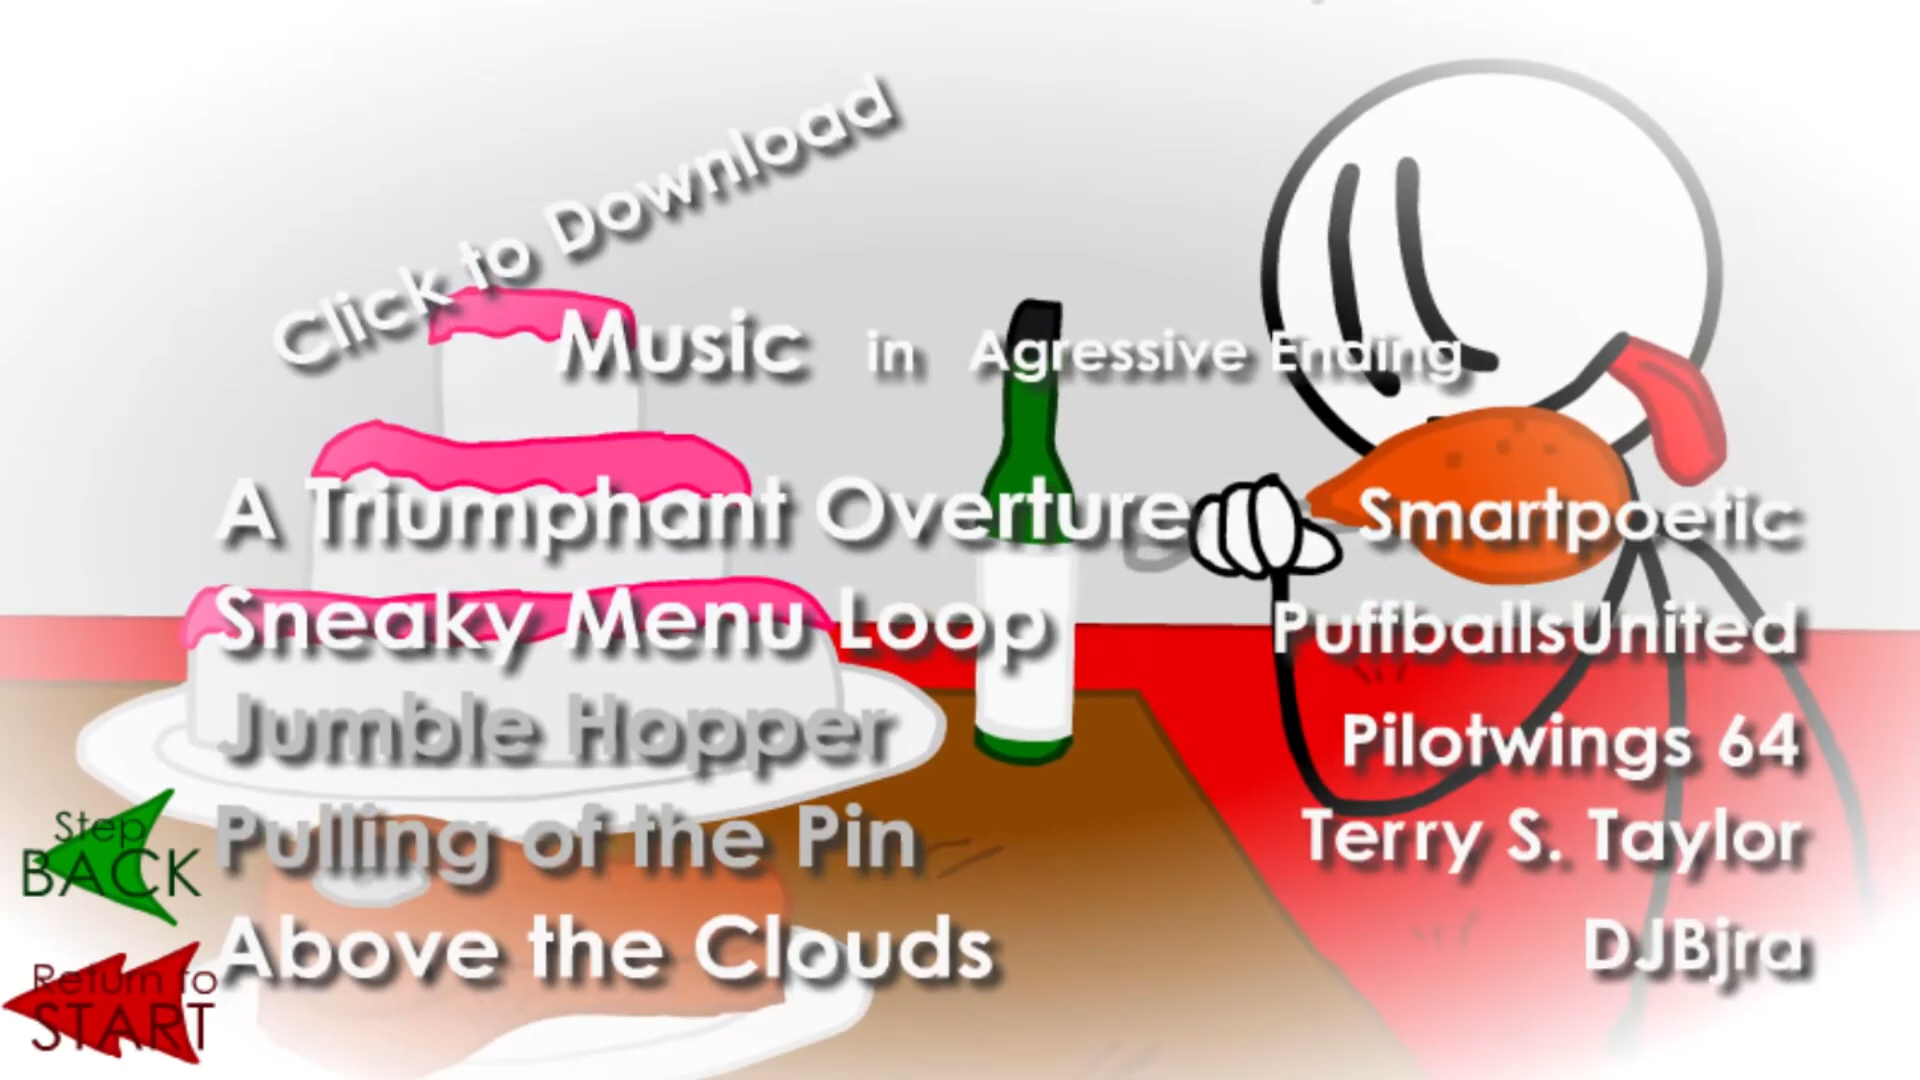 Click to Download
Music in Agressive Ending
A Triumphant Overture Smartpoetic
Sneaky Menu Loop PuffballsUnited
Jumble Hopper Pilotwings 64
Pulling of the Pin Terry S. Taylor
Above the Clouds DJBjra
Step
BACK
Return to
START